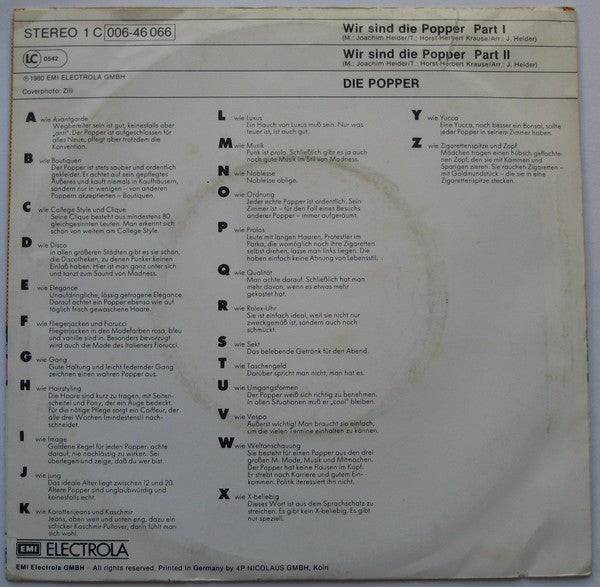 STEREO 1 C 006-46 066
LC 0542
℗ 1980 EMI ELECTROLA GMBH
Coverphoto: Zill
Wir sind die Popper Part I
(M.: Joachim Heider/T.: Horst-Herbert Krause/Arr.: J. Heider)
Wir sind die Popper Part II
(M.: Joachim Heider/T.: Horst-Herbert Krause/Arr.: J. Heider)
DIE POPPER
A wie Avantgarde
Wegbereiter sein ist gut, keinesfalls aber
„anti". Der Popper ist aufgeschlossen für
alles Neue, pflegt aber trotzdem die
Konvention.
B wie Boutiquen
Der Popper ist stets sauber und ordentlich
gekleidet. Er achtet auf sein gepflegtes
Äußeres und kauft niemals in Kaufhäusern,
sondern nur in wenigen – von anderen
Poppern akzeptierten – Boutiquen.
C wie College Style und Clique
Seine Clique besteht aus mindestens 80
gleichgesinnten Leuten. Man erkennt sich
schon von weitem am College Style.
D wie Disco
In allen größeren Städten gibt es sie schon,
die Discotheken, zu denen Punker keinen
Einlaß haben. Hier ist man ganz unter sich
und tanzt zum Sound von Madness.
E wie Elegance
Unaufdringliche, lässig getragene Elegance.
Darauf achtet ein Popper ebenso wie auf
täglich frisch gewaschene Haare.
F wie Fliegerjacken und Fiorucci
Fliegerjacken in den Modefarben rosa, bleu
und vanille sind in. Besonders bevorzugt
wird auch die Mode des Italieners Fiorucci.
G wie Gang
Gute Haltung und leicht federnder Gang
zeichnen einen wahren Popper aus.
H wie Hairstyling
Die Haare sind kurz zu tragen, mit Seiten-
scheitel und Pony, der ein Auge bedeckt.
Für die nötige Pflege sorgt ein Coiffeur, der
alle drei Wochen (mindestens!) nach-
schneidet.
I wie Image
Goldene Regel für jeden Popper: achte
darauf, nie nachlässig zu wirken. Sei
überlegen und zeige, daß du wer bist.
J wie jung
Das ideale Alter liegt zwischen 12 und 20.
Ältere Popper sind unglaubwürdig und
keinesfalls echt.
K wie Karottenjeans und Kaschmir
Jeans, aben weit und unten eng, dazu ein
schicker Kaschmir-Pullover, darin fühlt man
sich wohl.
L wie Luxus
Ein Hauch von Luxus muß sein. Nur was
teuer ist, ist auch gut.
M wie Musik
Punk ist prolo. Schließlich gibt es ja auch
noch gute Musik im Stil von Madness.
N wie Noblesse
Noblesse oblige.
O wie Ordnung
Jeder echte Popper ist ordentlich. Sein
Zimmer ist – für den Fall eines Besuchs
anderer Popper – immer aufgeräumt.
P wie Prolos
Leute mit langen Haaren, Protestler im
Parka, die womöglich noch ihre Zigaretten
selbst drehen, lasse man links liegen. Die
haben einfach keine Ahnung von Lebensstil.
Q wie Qualität
Man achte darauf. Schließlich hat man
mehr davon, wenn es etwas mehr
gekostet hat.
R wie Rolex-Uhr
Sie ist einfach ideal, weil sie nicht nur
zweckgemäß ist, sondern auch noch
schmückt.
S wie Sekt
Das belebende Getränk für den Abend.
T wie Taschengeld
Darüber spricht man nicht, man hat es.
U wie Umgangsformen
Der Popper weiß sich richtig zu benehmen.
In allen Situationen muß er „cool" bleiben.
V wie Vespa
Äußerst wichtig! Man braucht sie einfach,
um die vielen Termine einhalten zu können.
W wie Weltanschauung
Sie besteht für einen Popper aus den drei
großen M. Mode, Musik und Mitmachen.
Der Popper hat keine Flausen im Kopf.
Er strebt nach Karriere und gutem Ein-
kommen. Politik iteressiert ihn nicht.
X wie X-beliebig
Dieses Wort ist aus dem Sprachschatz zu
streichen. Es gibt kein X-beliebig. Es gibt
nur speziell.
Y wie Yucca
Eine Yucca, noch besser ein Bonsai, sollte
jeder Popper in seinem Zimmer haben.
Z wie Zigarettenspitze und Zopf
Mädchen tragen einen hübsch geflochte-
nen Zopf, den sie mit Kämmen und
Spangen zieren. Sie rauchen Zigaretten –
mit Goldmundstück – die sie in eine
Zigarettenspitze stecken.
EMI ELECTROLA
EMI Electrola GMBH · All rights reserved. Printed in Germany by 4P NICOLAUS GMBH, Köln